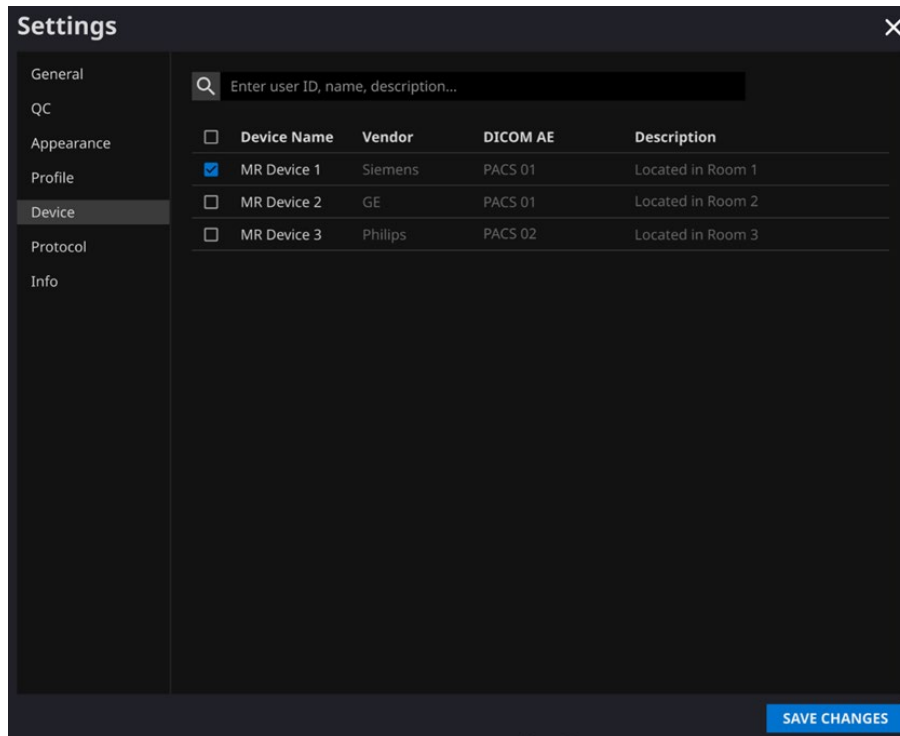 Settings
General
QC
Appearance
Profile
Device
Protocol
Info
Enter user ID, name, description...
Device Name Vendor DICOM AE Description
MR Device 1 Siemens PACS 01 Located in Room 1
MR Device 2 GE PACS 01 Located in Room 2
MR Device 3 Philips PACS 02 Located in Room 3
SAVE CHANGES